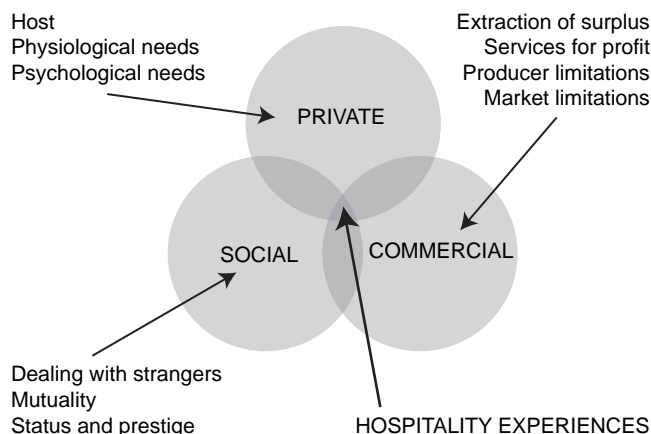 Host
Physiological needs
Psychological needs
Extraction of surplus
Services for profit
Producer limitations
Market limitations
PRIVATE
SOCIAL
COMMERCIAL
Dealing with strangers
Mutuality
Status and prestige
HOSPITALITY EXPERIENCES